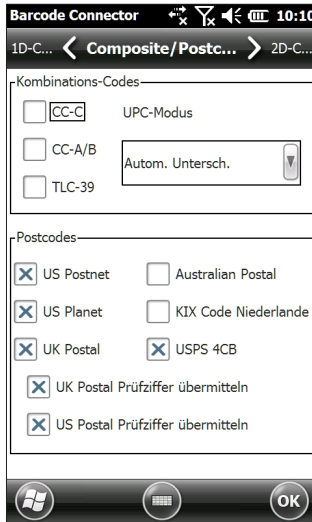 Barcode Connector 10:10
1D-C... Composite/Postc... 2D-C...
Kombinations-Codes
CC-C UPC-Modus
CC-A/B
Autom. Untersch.
TLC-39
Postcodes
US Postnet Australian Postal
US Planet KIX Code Niederlande
UK Postal USPS 4CB
UK Postal Prüfziffer übermitteln
US Postal Prüfziffer übermitteln
OK